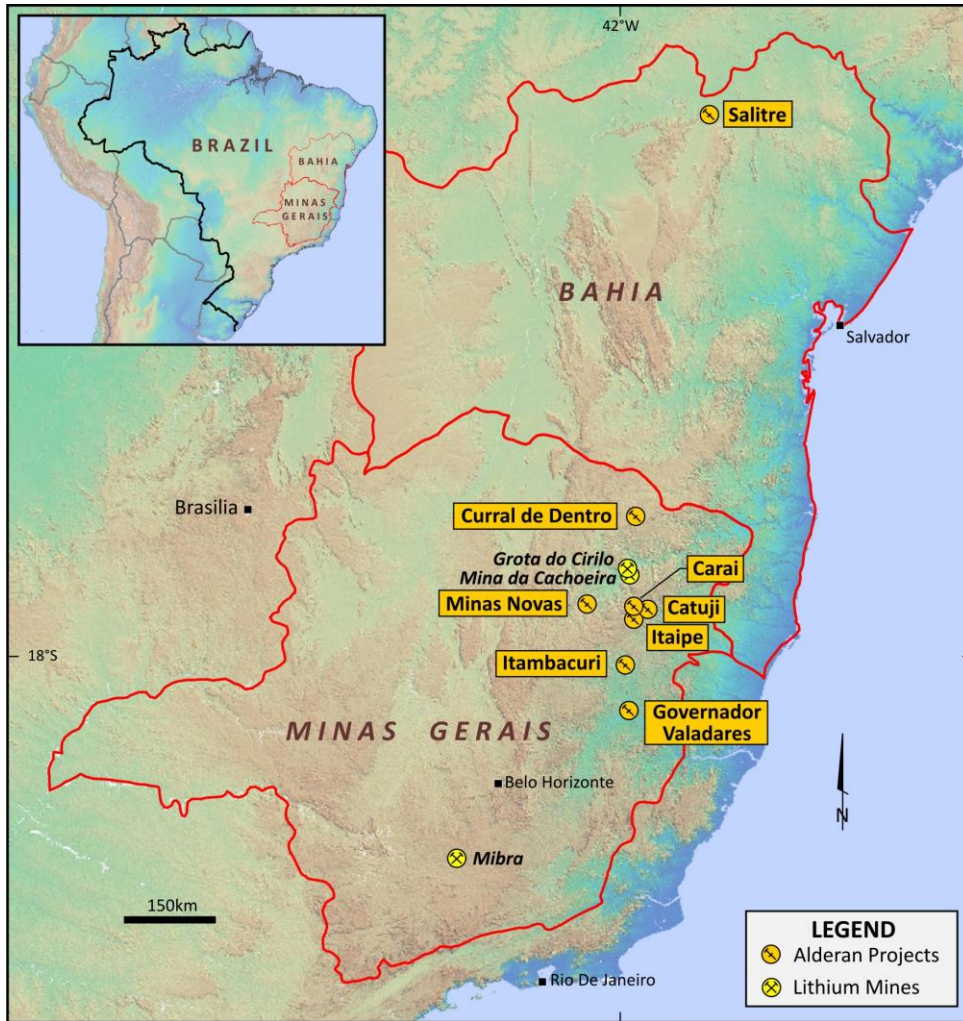 42°W
BRAZIL
BAHIA
MINAS
GERAIS
Salitre
BAHIA
Salvador
Brasilia
Curral de Dentro
Grota do Cirilo
Mina da Cachoeira
Carai
Minas Novas
Catuji
Itaipe
18°S
Itambacuri
MINAS GERAIS
Governador
Valadares
Belo Horizonte
N
Mibra
150km
LEGEND
Alderan Projects
Lithium Mines
Rio De Janeiro